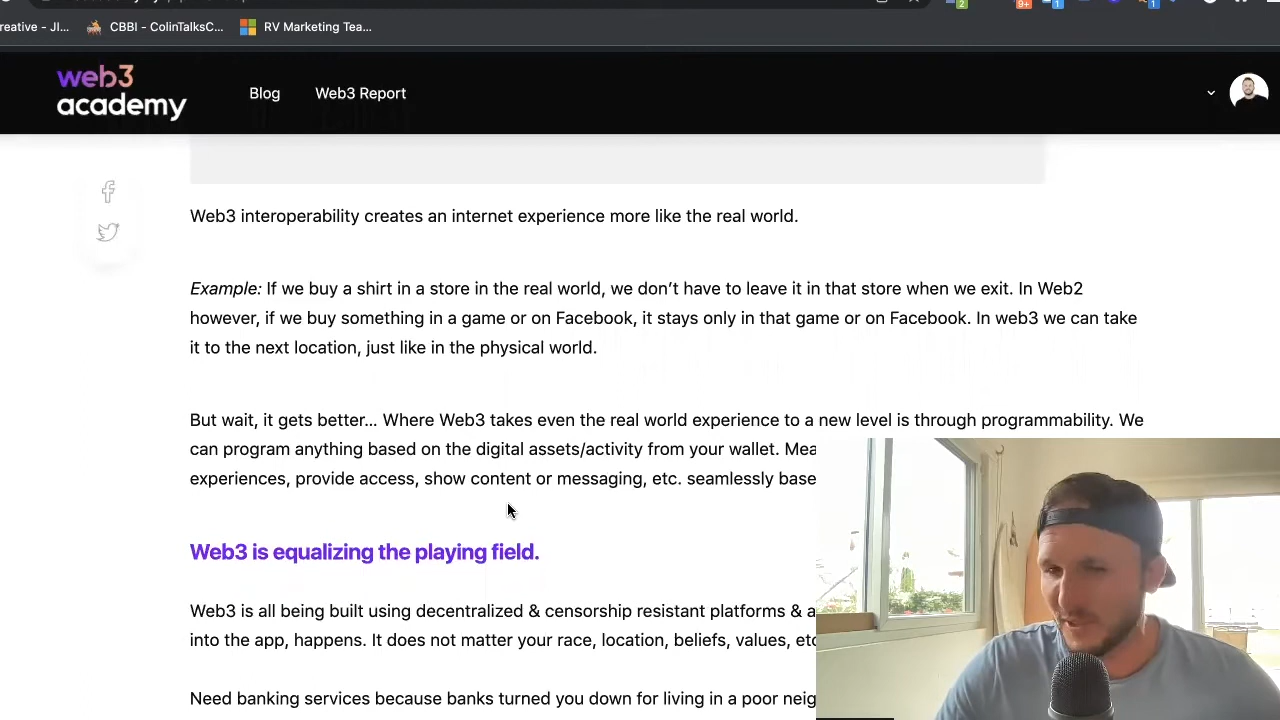 reative - JI...
CBBI - ColinTalksC...
RV Marketing Tea...
2
9+
1
1
web3
academy
Blog
Web3 Report
Web3 interoperability creates an internet experience more like the real world.
Example: If we buy a shirt in a store in the real world, we don’t have to leave it in that store when we exit. In Web2
however, if we buy something in a game or on Facebook, it stays only in that game or on Facebook. In web3 we can take
it to the next location, just like in the physical world.
But wait, it gets better... Where Web3 takes even the real world experience to a new level is through programmability. We
can program anything based on the digital assets/activity from your wallet. Mea
experiences, provide access, show content or messaging, etc. seamlessly base
Web3 is equalizing the playing field.
Web3 is all being built using decentralized & censorship resistant platforms & a
into the app, happens. It does not matter your race, location, beliefs, values, etc
Need banking services because banks turned you down for living in a poor neig